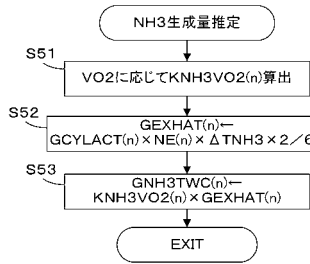 NH3生成量推定
S51
VO2に応じてKNH3VO2(n)算出
S52
GEXHAT(n)←
GCYLACT(n)×NE(n)×ΔTNH3×2／6
S53
GNH3TWC(n)←
KNH3VO2(n)×GEXHAT(n)
EXIT